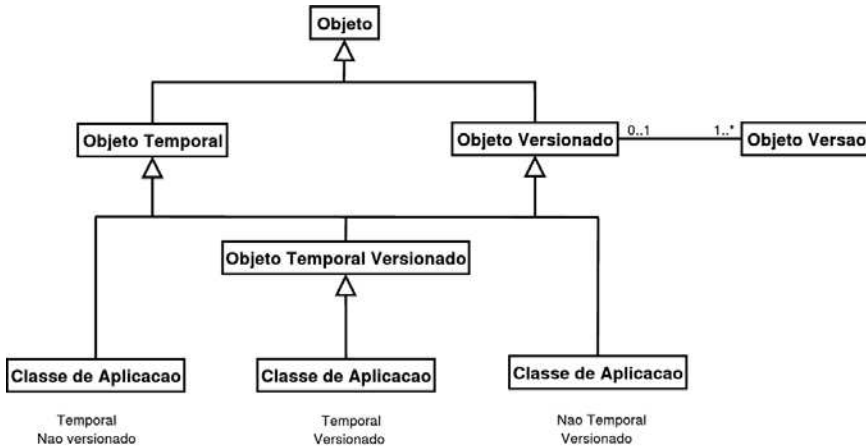 Objeto
Objeto Temporal
Objeto Versionado
0..1
1..*
Objeto Versao
Objeto Temporal Versionado
Classe de Aplicacao
Classe de Aplicacao
Classe de Aplicacao
Temporal
Nao versionado
Temporal
Versionado
Nao Temporal
Versionado